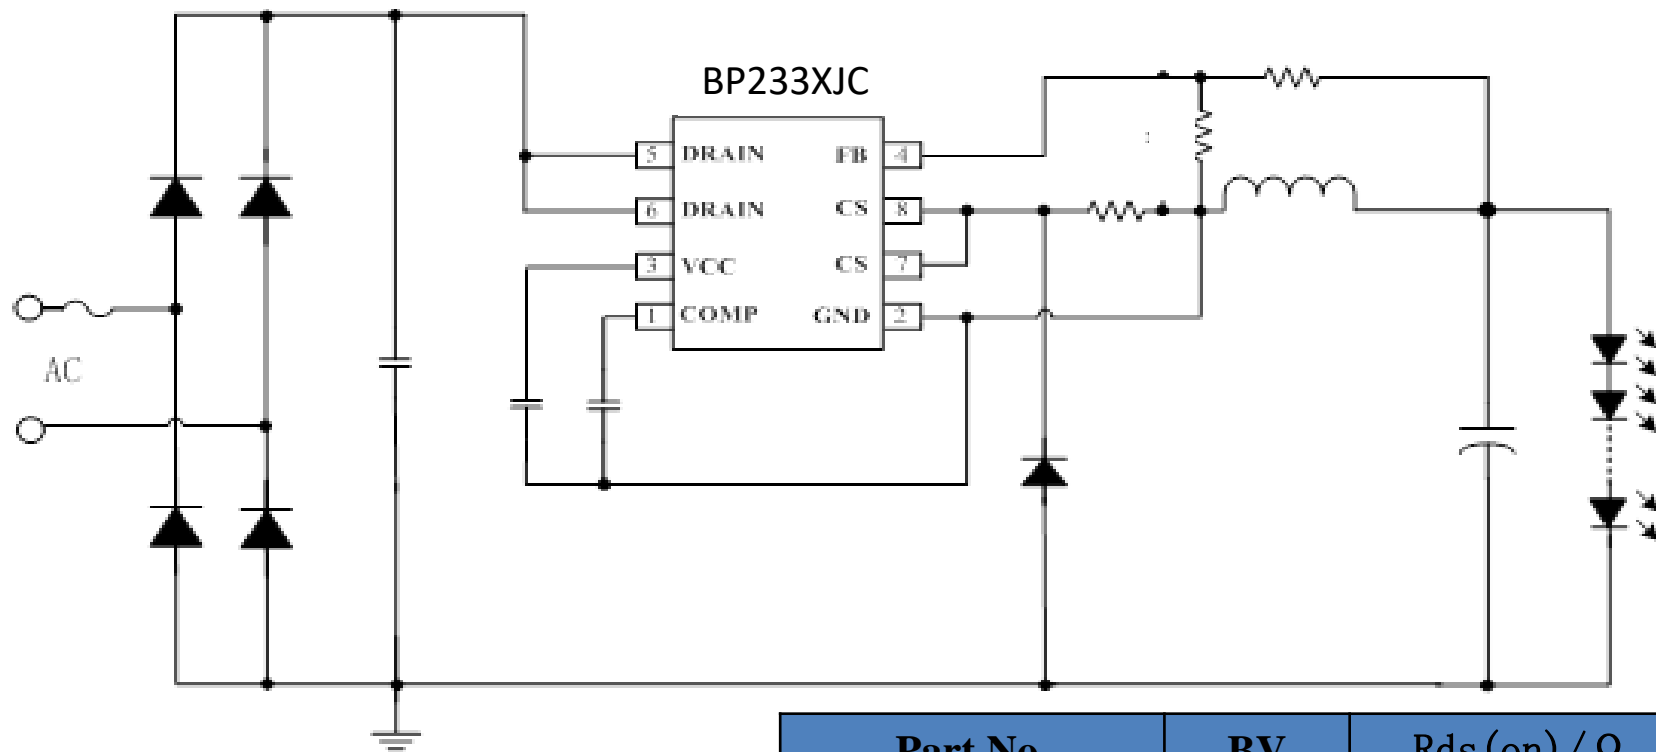 BP233XJC
5 DRAIN FB 4
6 DRAIN CS 8
3 VCC CS 7
1 COMP GND 2
AC
Part No BV Rds(on)/Ω